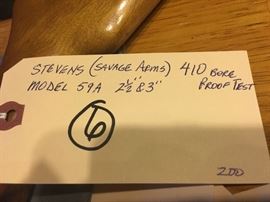 STEVENS (SAVAGE ARMS) 410 BORE
MODEL 59A 2½" & 3" PROOF TEST
6
200